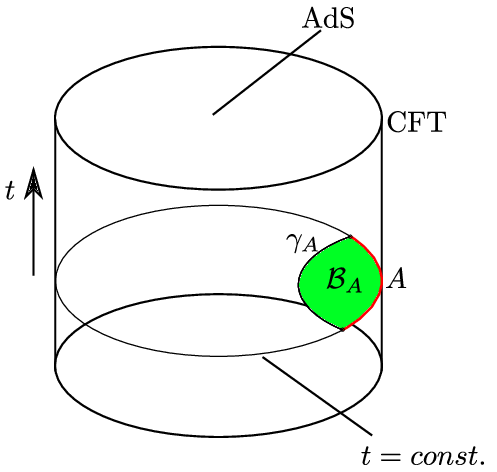 AdS
CFT
t
γ_A
𝓑_A
A
t = const.